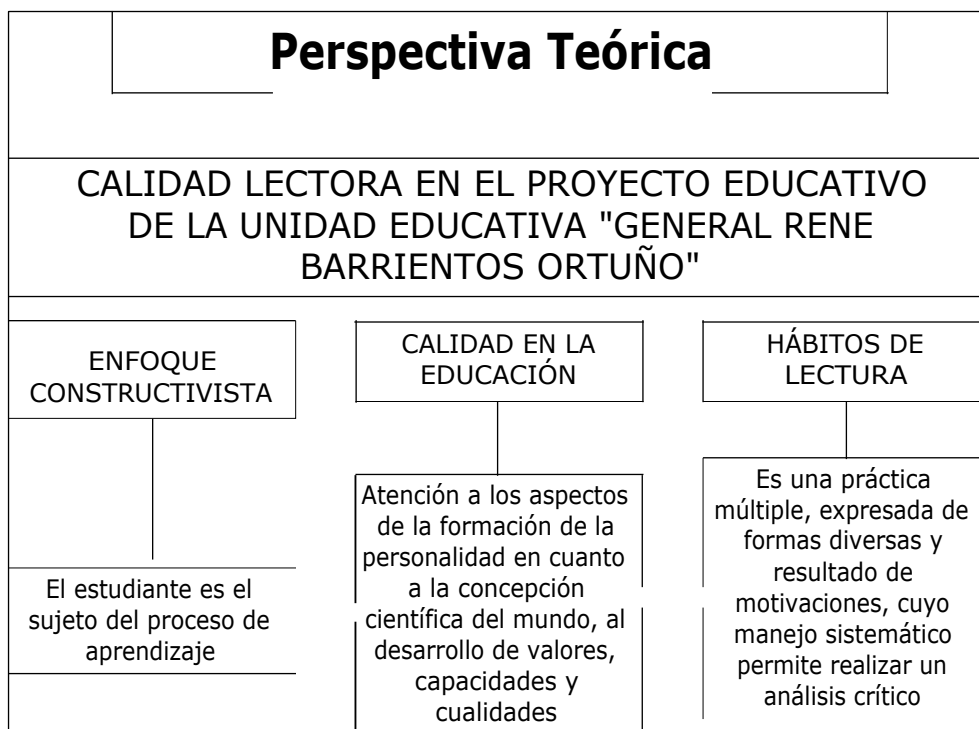 Perspectiva Teórica
CALIDAD LECTORA EN EL PROYECTO EDUCATIVO
DE LA UNIDAD EDUCATIVA "GENERAL RENE
BARRIENTOS ORTUÑO"
ENFOQUE
CONSTRUCTIVISTA
El estudiante es el
sujeto del proceso de
aprendizaje
CALIDAD EN LA
EDUCACIÓN
Atención a los aspectos
de la formación de la
personalidad en cuanto
a la concepción
científica del mundo, al
desarrollo de valores,
capacidades y
cualidades
HÁBITOS DE
LECTURA
Es una práctica
múltiple, expresada de
formas diversas y
resultado de
motivaciones, cuyo
manejo sistemático
permite realizar un
análisis crítico